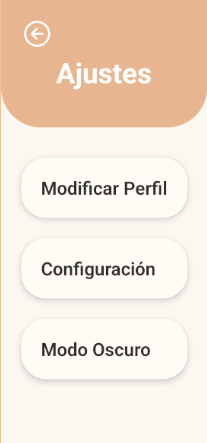 Ajustes
Modificar Perfil
Configuración
Modo Oscuro